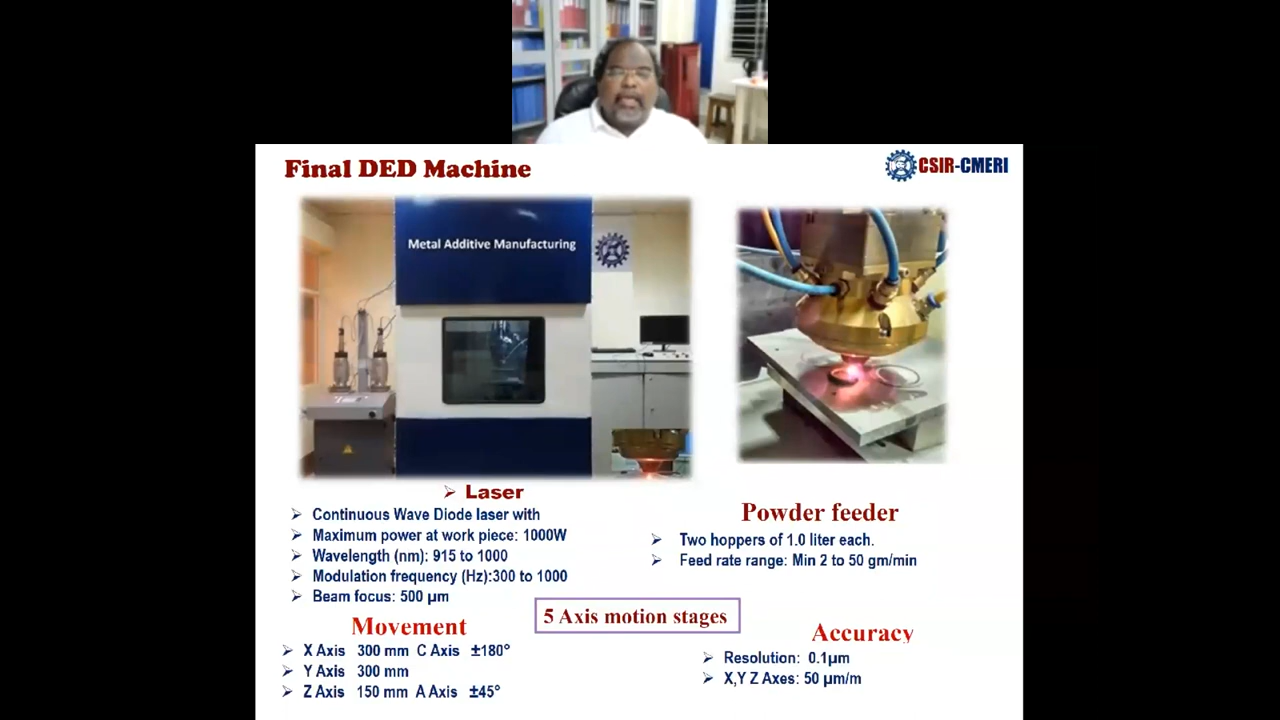 Final DED Machine
CSIR-CMERI
Metal Additive Manufacturing
➢ Laser
➢ Continuous Wave Diode laser with
➢ Maximum power at work piece: 1000W
➢ Wavelength (nm): 915 to 1000
➢ Modulation frequency (Hz):300 to 1000
➢ Beam focus: 500 µm
Powder feeder
➢ Two hoppers of 1.0 liter each.
➢ Feed rate range: Min 2 to 50 gm/min
5 Axis motion stages
Movement
➢ X Axis 300 mm C Axis ±180°
➢ Y Axis 300 mm
➢ Z Axis 150 mm A Axis ±45°
Accuracy
➢ Resolution: 0.1µm
➢ X,Y Z Axes: 50 µm/m